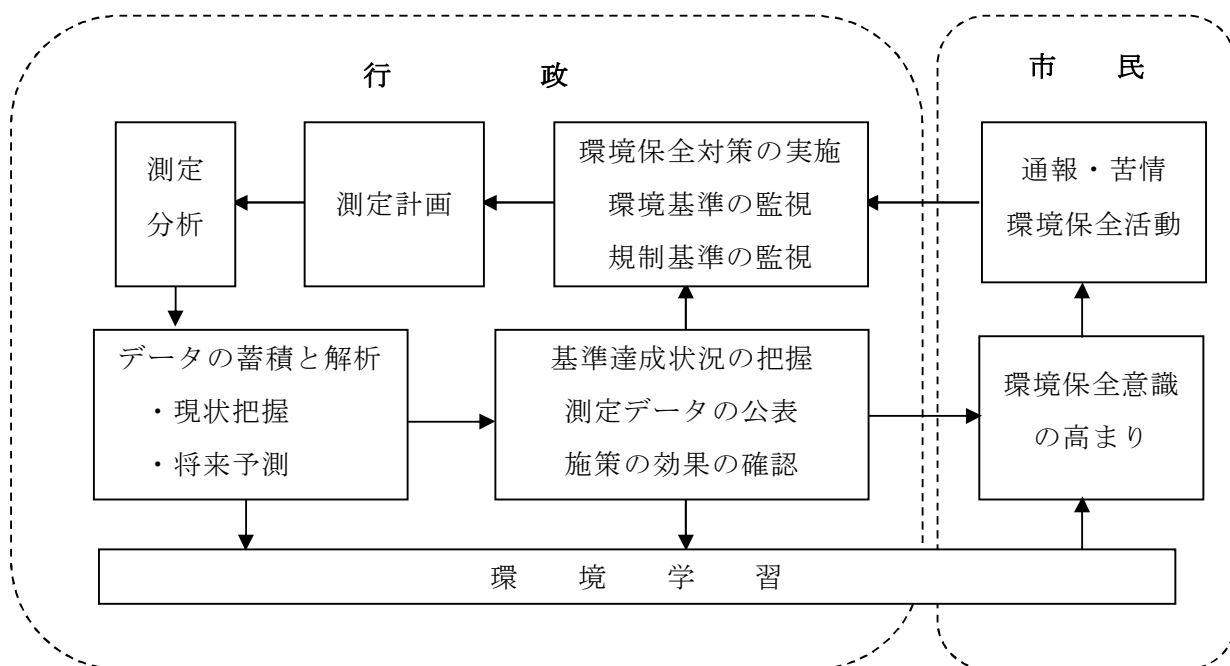 行政
市民
測定
分析
測定計画
環境保全対策の実施
環境基準の監視
規制基準の監視
通報・苦情
環境保全活動
データの蓄積と解析
・現状把握
・将来予測
基準達成状況の把握
測定データの公表
施策の効果の確認
環境保全意識
の高まり
環境学習